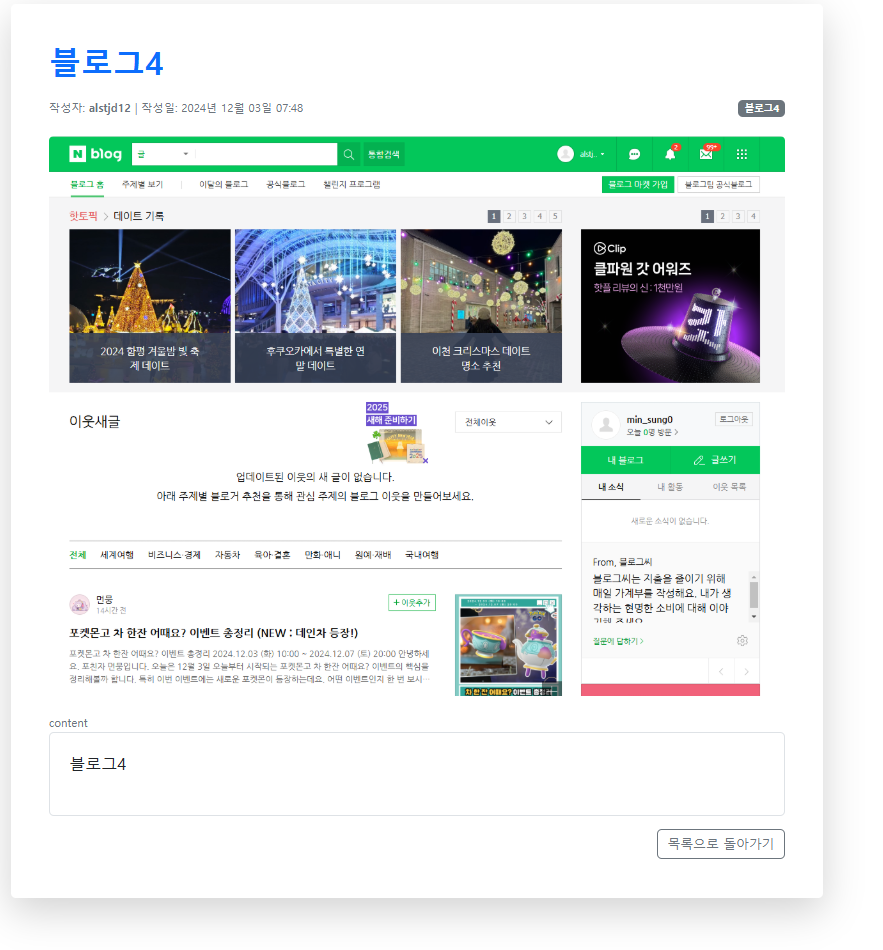 블로그4
작성자: alstjd12 | 작성일: 2024년 12월 03일 07:48
블로그4
N blog
글
통합검색
alstj..
2
99+
블로그 홈
주제별 보기
이달의 블로그
공식블로그
챌린지 프로그램
블로그 마켓 가입
블로그팀 공식블로그
핫토픽 > 데이트 기록
1 2 3 4 5
1 2 3 4
2024 함평 겨울밤 빛 축
제 데이트
후쿠오카에서 특별한 연
말 데이트
이천 크리스마스 데이트
명소 추천
Clip
클파원 갓 어워즈
핫플 리뷰의 신 : 1천만원
갓
이웃새글
2025
새해 준비하기
전체이웃
업데이트된 이웃의 새 글이 없습니다.
아래 주제별 블로거 추천을 통해 관심 주제의 블로그 이웃을 만들어보세요.
min_sung0
로그아웃
오늘 0명 방문 >
내 블로그
글쓰기
내 소식
내 활동
이웃 목록
새로운 소식이 없습니다.
전체
세계여행
비즈니스·경제
자동차
육아·결혼
만화·애니
원예·재배
국내여행
From, 블로그씨
블로그씨는 지출을 줄이기 위해
매일 가계부를 작성해요. 내가 생
각하는 현명한 소비에 대해 이야
기해 주세요
질문에 답하기 >
먼뭉
14시간 전
+ 이웃추가
포켓몬고 차 한잔 어때요? 이벤트 총정리 (NEW : 데인차 등장!)
포켓몬고 차 한잔 어때요? 이벤트 총정리 2024.12.03 (화) 10:00 ~ 2024.12.07 (토) 20:00 안녕하세
요. 포친자 먼뭉입니다. 오늘은 12월 3일 오늘부터 시작되는 포켓몬고 차 한잔 어때요? 이벤트의 핵심을
정리해볼까 합니다. 특히 이번 이벤트에는 새로운 포켓몬이 등장하는데요. 어떤 이벤트인지 한 번 보시…
차 한 잔 어때요? 이벤트 총정리
content
블로그4
목록으로 돌아가기